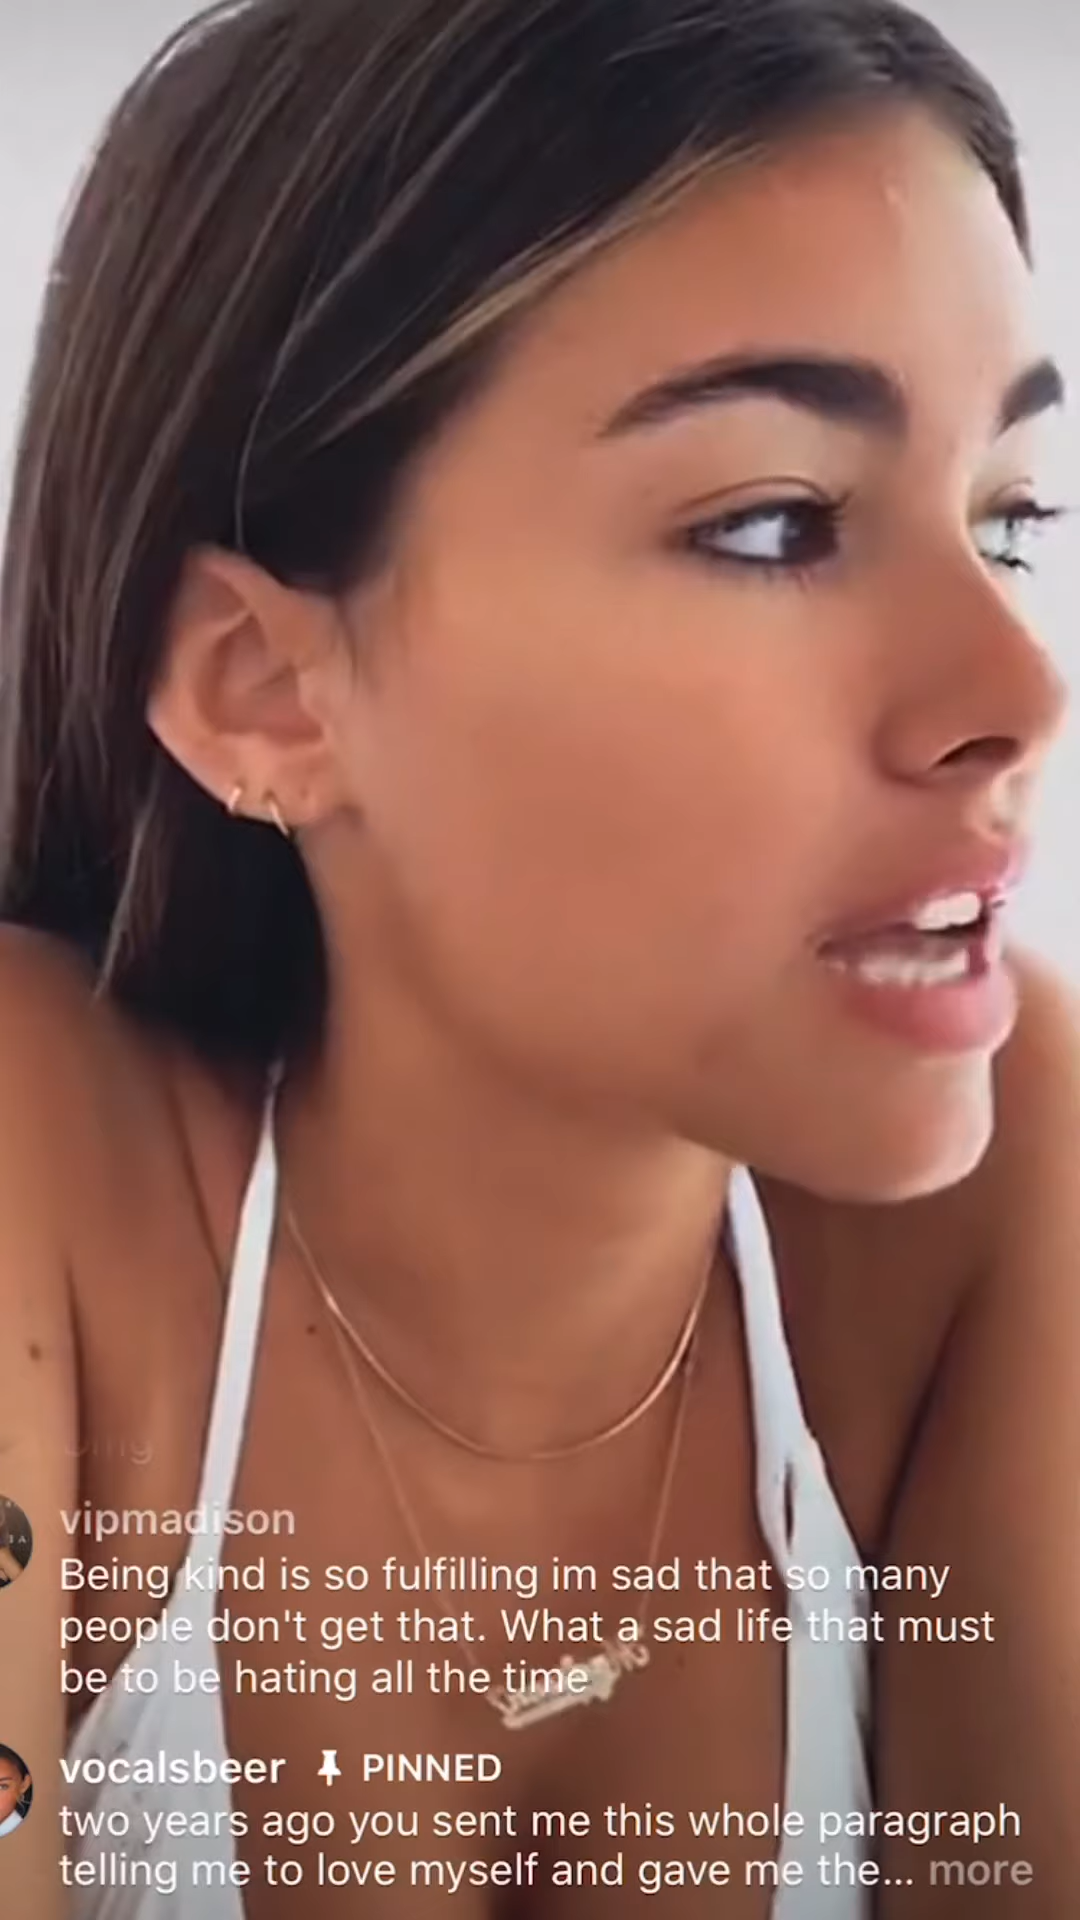 omg
vipmadison
Being kind is so fulfilling im sad that so many
people don't get that. What a sad life that must
be to be hating all the time
vocalsbeer PINNED
two years ago you sent me this whole paragraph
telling me to love myself and gave me the... more